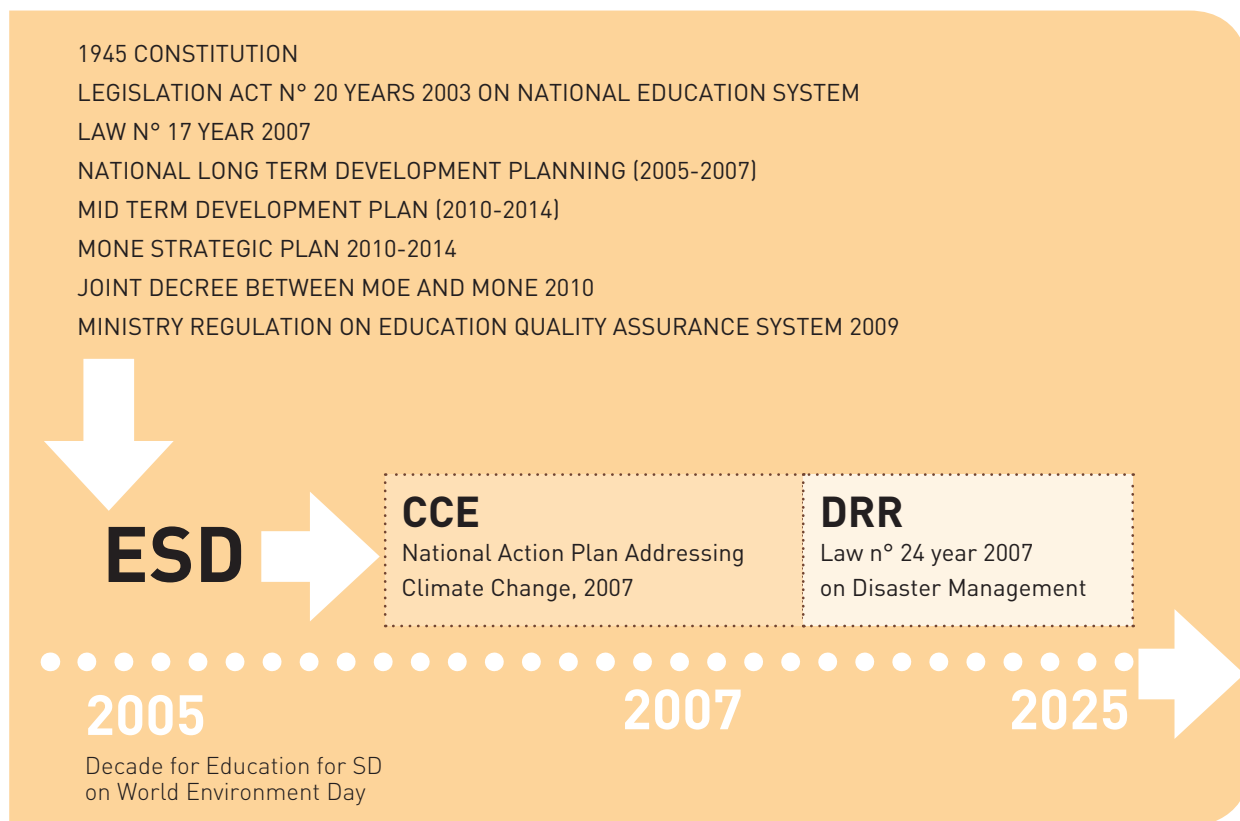 1945 CONSTITUTION
LEGISLATION ACT N° 20 YEARS 2003 ON NATIONAL EDUCATION SYSTEM
LAW N° 17 YEAR 2007
NATIONAL LONG TERM DEVELOPMENT PLANNING (2005-2007)
MID TERM DEVELOPMENT PLAN (2010-2014)
MONE STRATEGIC PLAN 2010-2014
JOINT DECREE BETWEEN MOE AND MONE 2010
MINISTRY REGULATION ON EDUCATION QUALITY ASSURANCE SYSTEM 2009
ESD
CCE
National Action Plan Addressing
Climate Change, 2007
DRR
Law n° 24 year 2007
on Disaster Management
2005
Decade for Education for SD
on World Environment Day
2007
2025